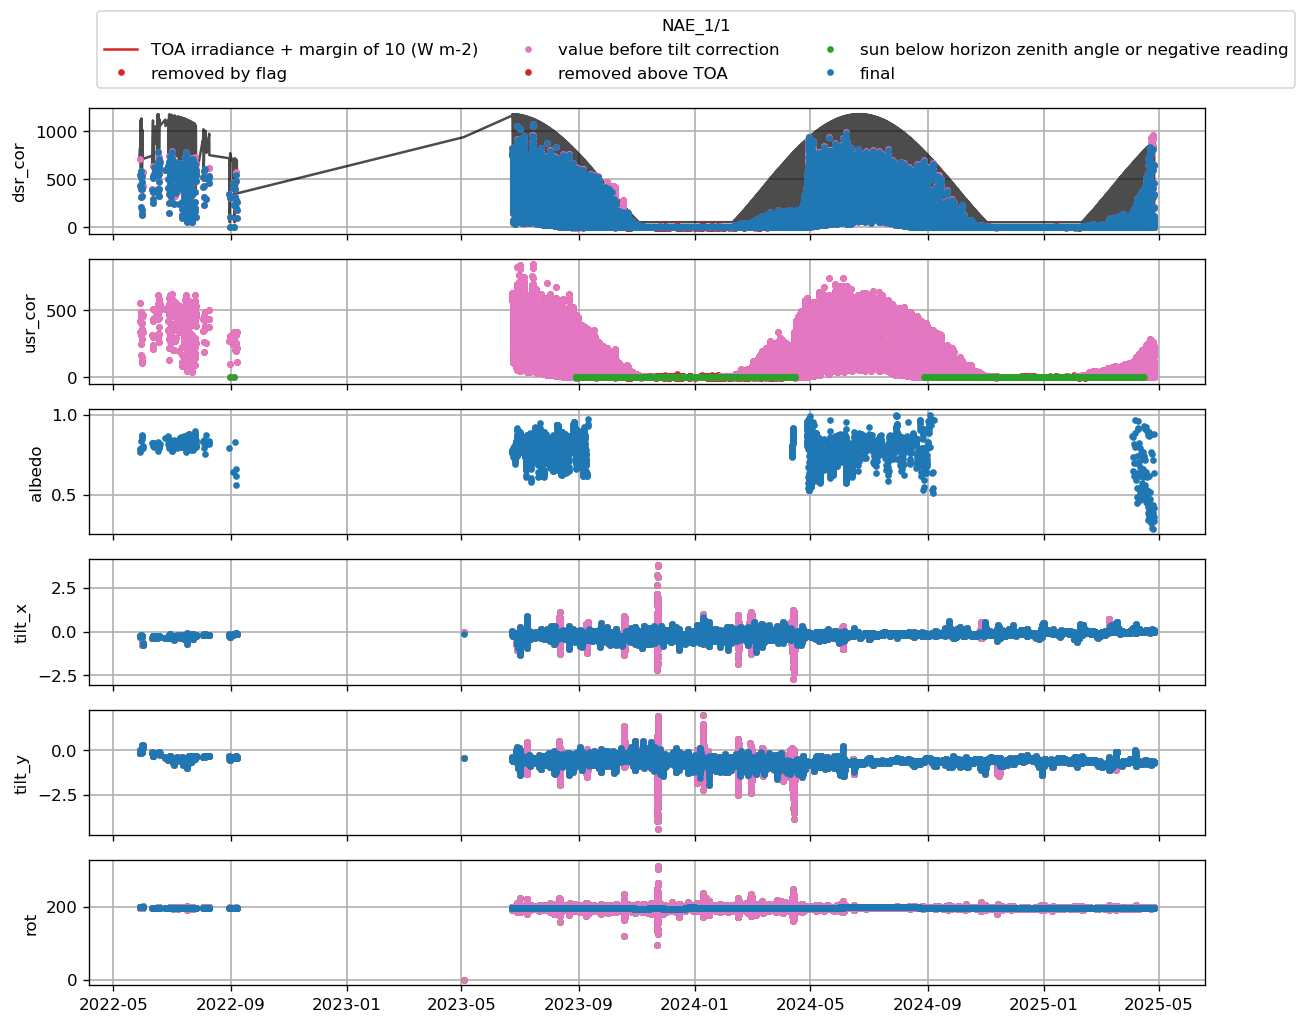 NAE_1/1
TOA irradiance + margin of 10 (W m-2)
value before tilt correction
sun below horizon zenith angle or negative reading
removed by flag
removed above TOA
final
dsr_cor
1000
500
0
usr_cor
500
0
albedo
1.0
0.5
tilt_x
2.5
0.0
−2.5
tilt_y
0.0
−2.5
rot
200
0
2022-05 2022-09 2023-01 2023-05 2023-09 2024-01 2024-05 2024-09 2025-01 2025-05